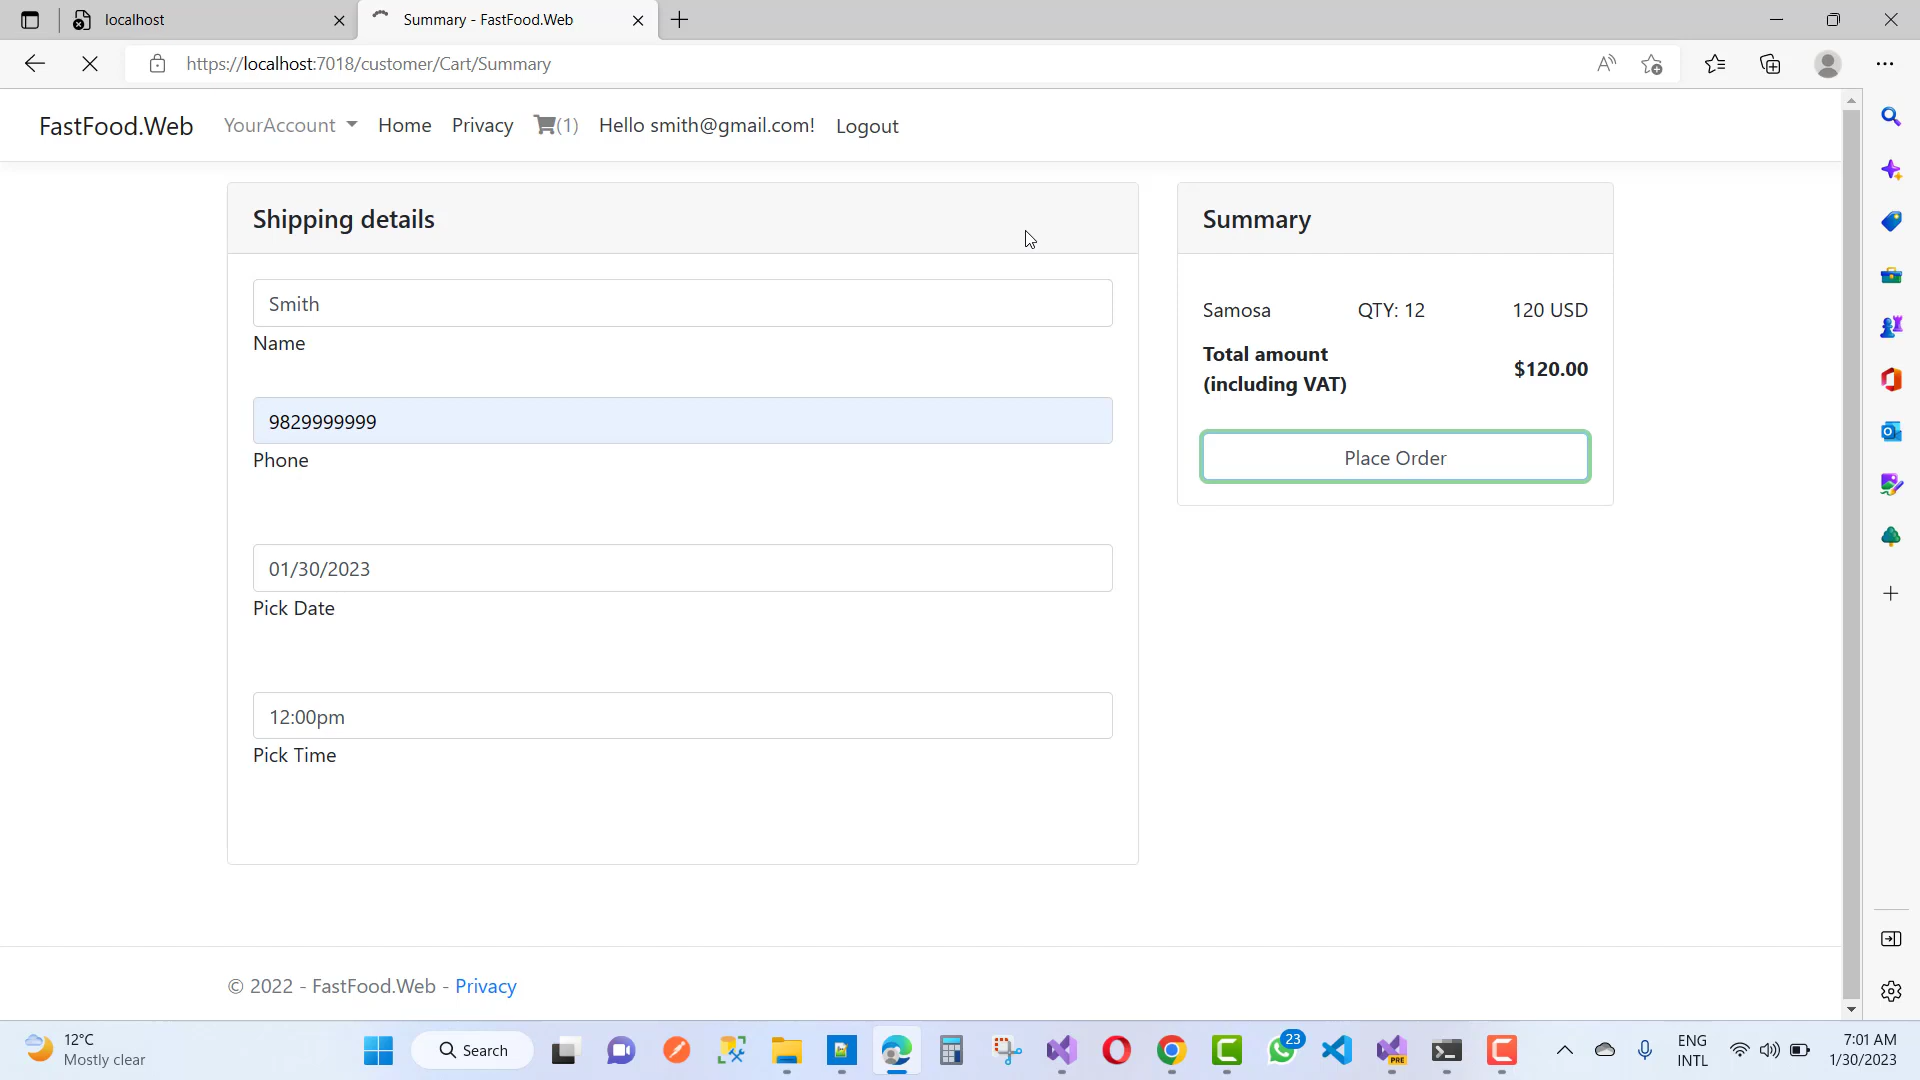 localhost
Summary - FastFood.Web
https://localhost:7018/customer/Cart/Summary
FastFood.Web YourAccount Home Privacy (1) Hello smith@gmail.com! Logout
Shipping details
Smith
Name
9829999999
Phone
01/30/2023
Pick Date
12:00pm
Pick Time
Summary
Samosa QTY: 12 120 USD
Total amount
(including VAT)
$120.00
Place Order
© 2022 - FastFood.Web - Privacy
12°C
Mostly clear
Search
23
PRE
ENG
INTL
7:01 AM
1/30/2023